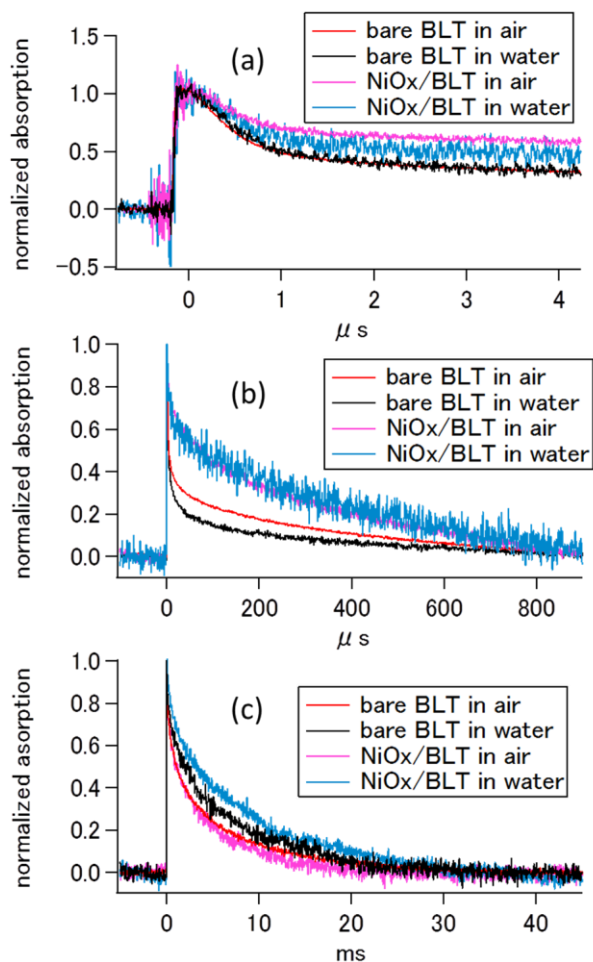 normalized absorption
1.5
1.0
0.5
0.0
-0.5
(a)
bare BLT in air
bare BLT in water
NiOx/BLT in air
NiOx/BLT in water
0 1 2 3 4
μ s
normalized absorption
1.0
0.8
0.6
0.4
0.2
0.0
(b)
bare BLT in air
bare BLT in water
NiOx/BLT in air
NiOx/BLT in water
0 200 400 600 800
μ s
normalized asorption
1.0
0.8
0.6
0.4
0.2
0.0
(c)
bare BLT in air
bare BLT in water
NiOx/BLT in air
NiOx/BLT in water
0 10 20 30 40
ms